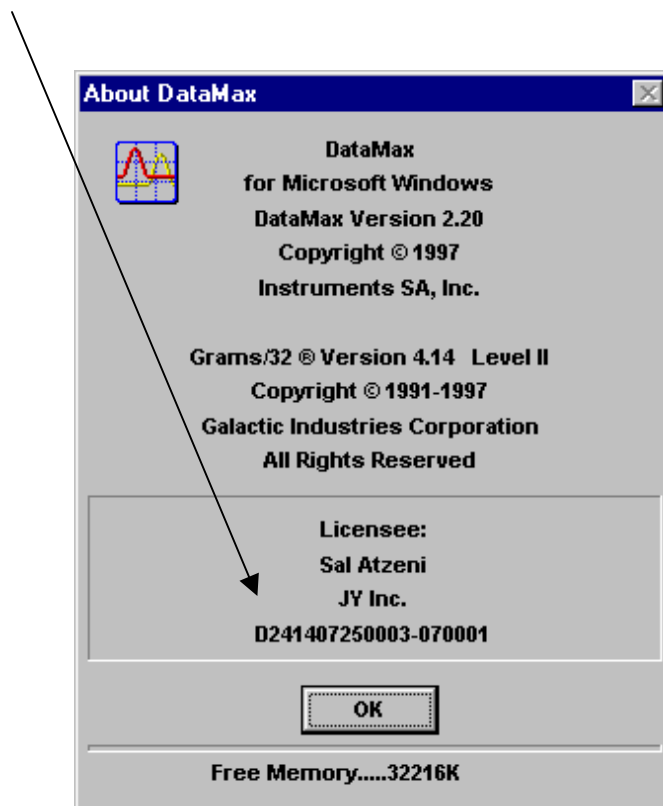 About DataMax
DataMax
for Microsoft Windows
DataMax Version 2.20
Copyright © 1997
Instruments SA, Inc.
Grams/32 ® Version 4.14 Level II
Copyright © 1991-1997
Galactic Industries Corporation
All Rights Reserved
Licensee:
Sal Atzeni
JY Inc.
D241407250003-070001
OK
Free Memory.....32216K